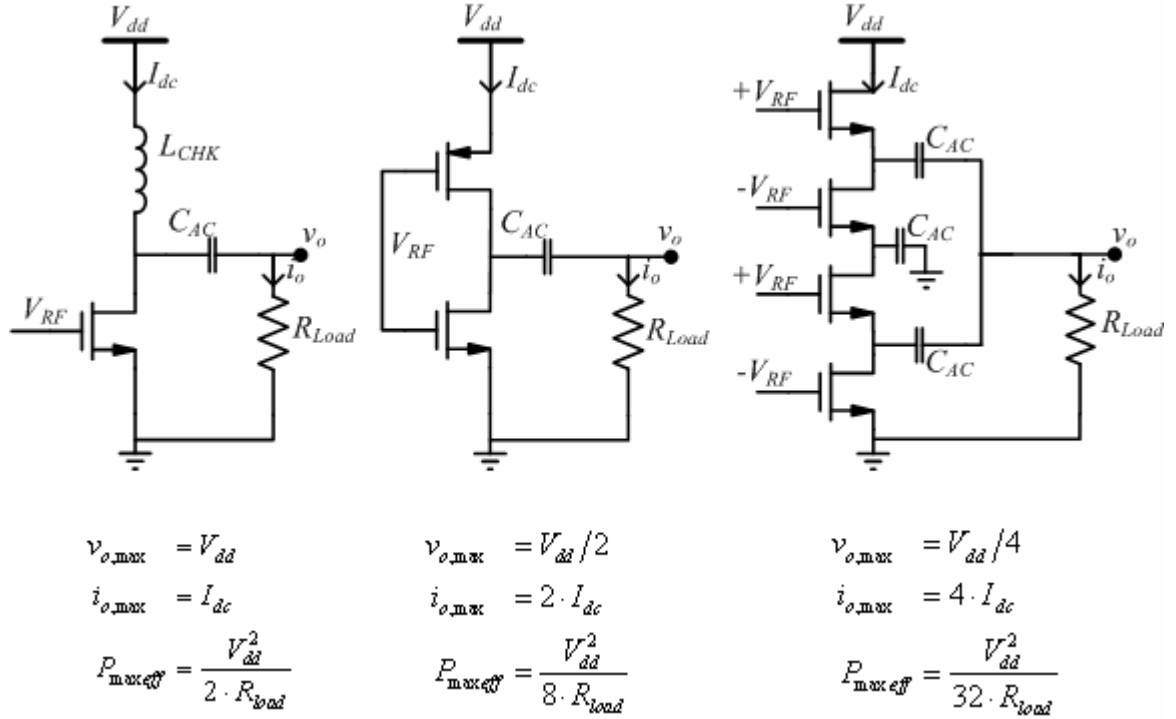 V_dd
I_dc
L_CHK
C_AC
v_o
i_o
V_RF
R_Load
V_dd
I_dc
V_RF
C_AC
v_o
i_o
R_Load
V_dd
I_dc
+V_RF
C_AC
-V_RF
C_AC
v_o
+V_RF
i_o
R_Load
C_AC
-V_RF
v_o,max = V_dd
i_o,max = I_dc
P_maxeff = V_dd^2 / 2 · R_load
v_o,max = V_dd/2
i_o,max = 2 · I_dc
P_maxeff = V_dd^2 / 8 · R_load
v_o,max = V_dd/4
i_o,max = 4 · I_dc
P_maxeff = V_dd^2 / 32 · R_load